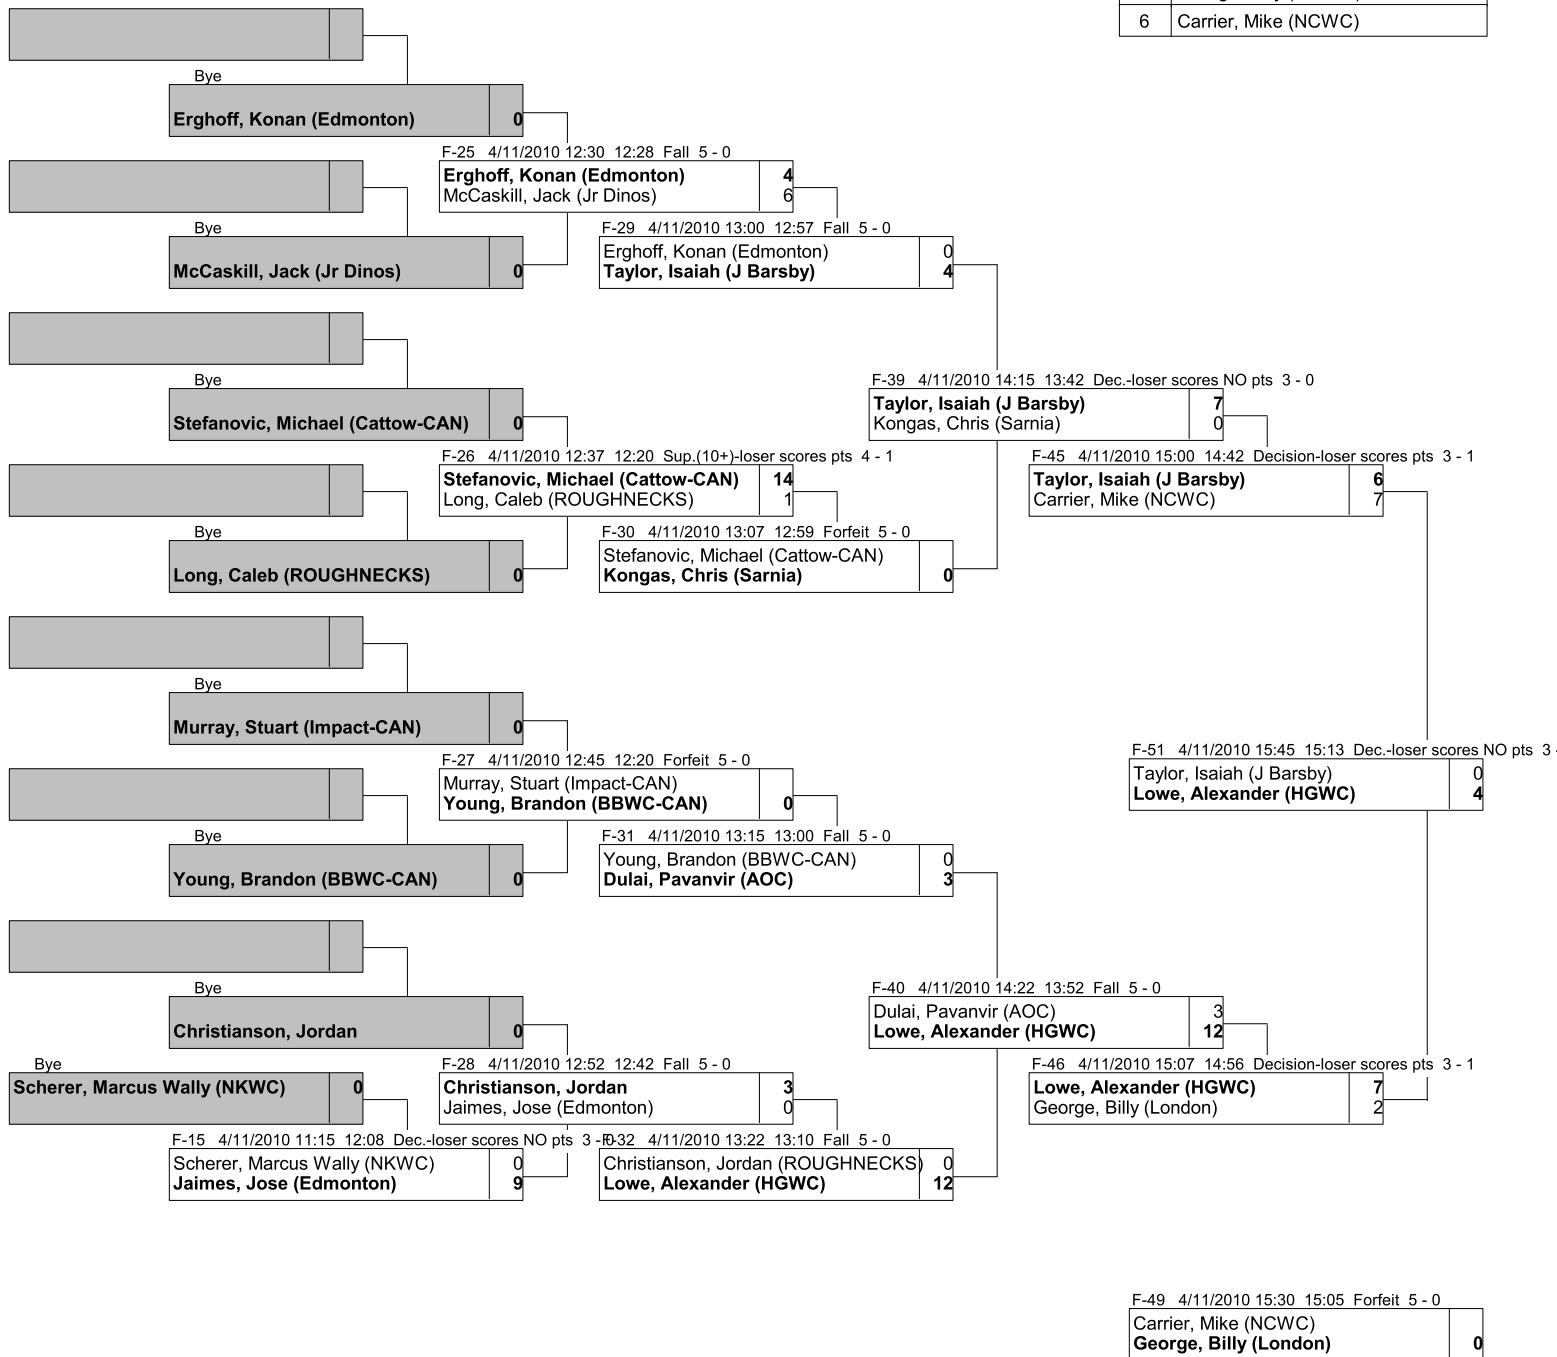 6 Carrier, Mike (NCWC)
Bye
Erghoff, Konan (Edmonton) 0
F-25 4/11/2010 12:30 12:28 Fall 5 - 0
Erghoff, Konan (Edmonton) 4
McCaskill, Jack (Jr Dinos) 6
Bye
F-29 4/11/2010 13:00 12:57 Fall 5 - 0
Erghoff, Konan (Edmonton) 0
McCaskill, Jack (Jr Dinos) 0
Taylor, Isaiah (J Barsby) 4
Bye
F-39 4/11/2010 14:15 13:42 Dec.-loser scores NO pts 3 - 0
Taylor, Isaiah (J Barsby) 7
Stefanovic, Michael (Cattow-CAN) 0
Kongas, Chris (Sarnia) 0
F-26 4/11/2010 12:37 12:20 Sup.(10+)-loser scores pts 4 - 1
F-45 4/11/2010 15:00 14:42 Decision-loser scores pts 3 - 1
Stefanovic, Michael (Cattow-CAN) 14
Long, Caleb (ROUGHNECKS) 1
Taylor, Isaiah (J Barsby) 6
Carrier, Mike (NCWC) 7
Bye
F-30 4/11/2010 13:07 12:59 Forfeit 5 - 0
Stefanovic, Michael (Cattow-CAN)
Long, Caleb (ROUGHNECKS) 0
Kongas, Chris (Sarnia) 0
Bye
Murray, Stuart (Impact-CAN) 0
F-27 4/11/2010 12:45 12:20 Forfeit 5 - 0
Murray, Stuart (Impact-CAN)
Young, Brandon (BBWC-CAN) 0
F-51 4/11/2010 15:45 15:13 Dec.-loser scores NO pts 3 -
Taylor, Isaiah (J Barsby) 0
Lowe, Alexander (HGWC) 4
Bye
F-31 4/11/2010 13:15 13:00 Fall 5 - 0
Young, Brandon (BBWC-CAN) 0
Young, Brandon (BBWC-CAN) 0
Dulai, Pavanvir (AOC) 3
Bye
F-40 4/11/2010 14:22 13:52 Fall 5 - 0
Dulai, Pavanvir (AOC) 3
Christianson, Jordan 0
Lowe, Alexander (HGWC) 12
Bye
Scherer, Marcus Wally (NKWC) 0
F-28 4/11/2010 12:52 12:42 Fall 5 - 0
Christianson, Jordan 3
Jaimes, Jose (Edmonton) 0
F-46 4/11/2010 15:07 14:56 Decision-loser scores pts 3 - 1
Lowe, Alexander (HGWC) 7
George, Billy (London) 2
F-15 4/11/2010 11:15 12:08 Dec.-loser scores NO pts 3 - 0
F-32 4/11/2010 13:22 13:10 Fall 5 - 0
Scherer, Marcus Wally (NKWC) 0
Jaimes, Jose (Edmonton) 9
Christianson, Jordan (ROUGHNECKS) 0
Lowe, Alexander (HGWC) 12
F-49 4/11/2010 15:30 15:05 Forfeit 5 - 0
Carrier, Mike (NCWC)
George, Billy (London) 0